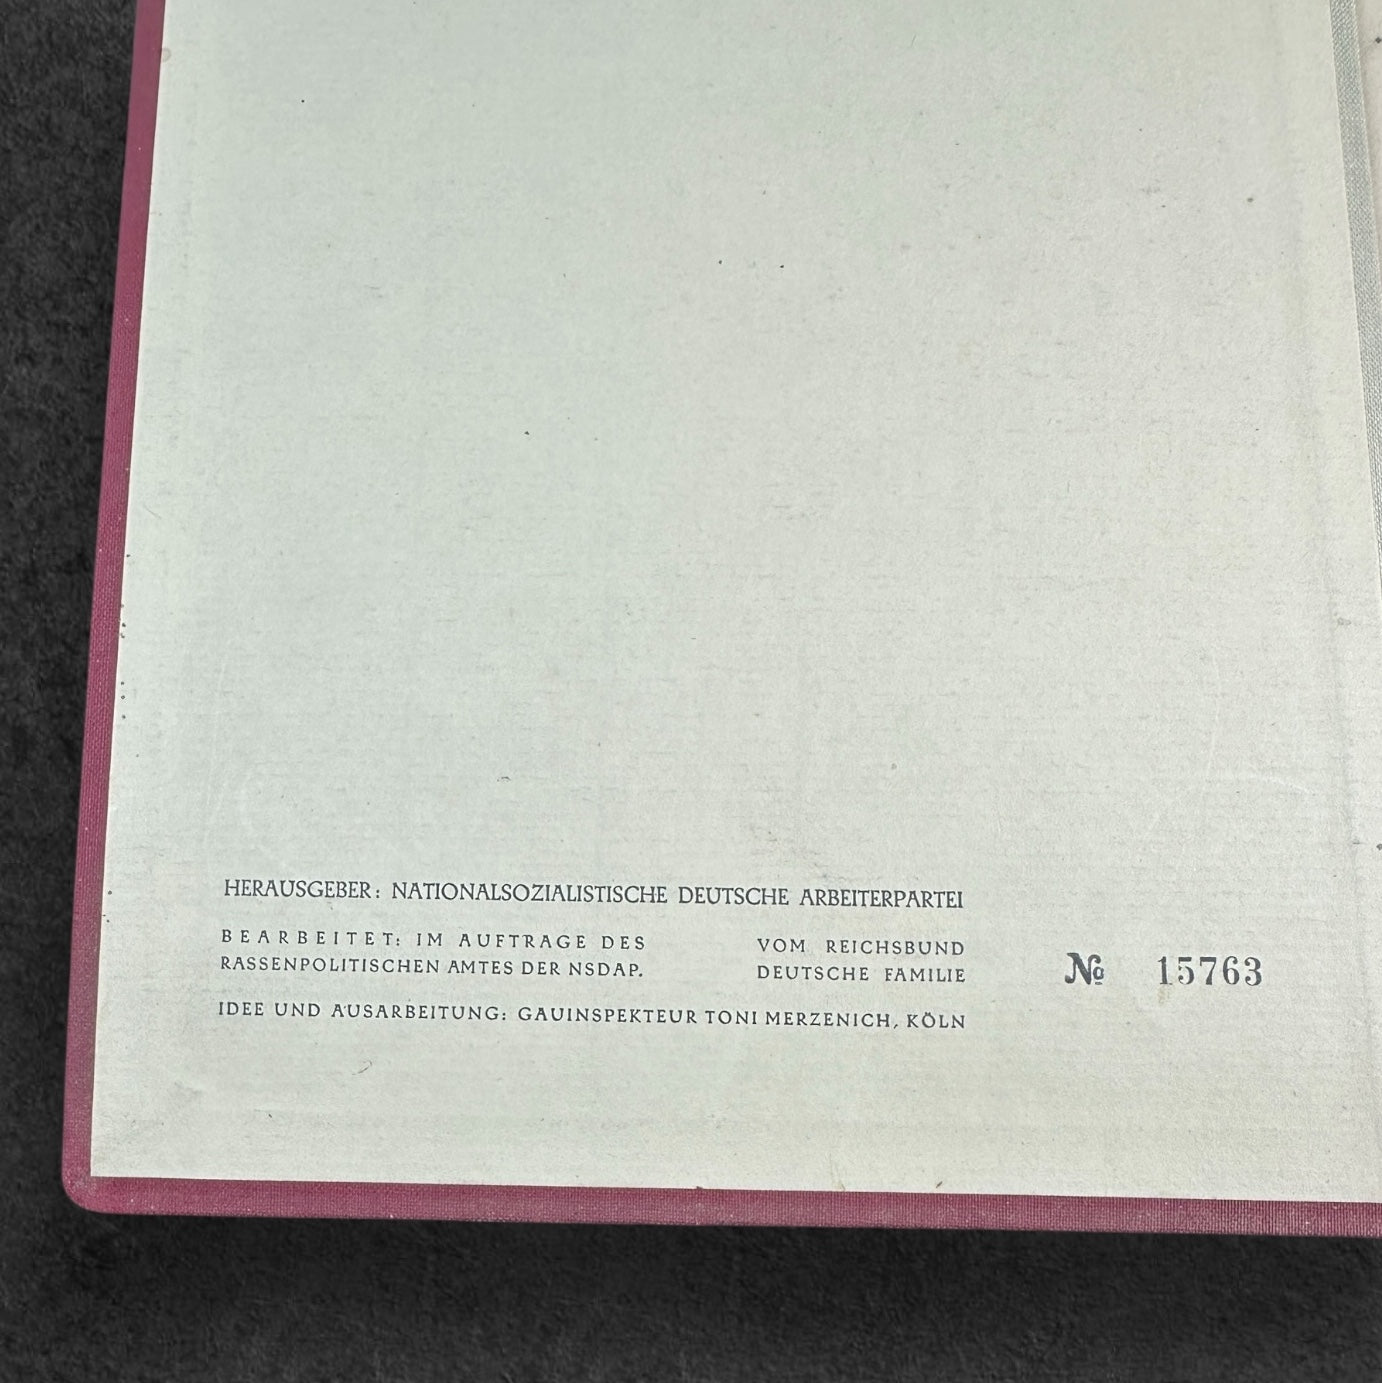 HERAUSGEBER: NATIONALSOZIALISTISCHE DEUTSCHE ARBEITERPARTEI
BEARBEITET: IM AUFTRAGE DES VOM REICHSBUND
RASSENPOLITISCHEN AMTES DER NSDAP. DEUTSCHE FAMILIE
№ 15763
IDEE UND AUSARBEITUNG: GAUINSPEKTEUR TONI MERZENICH, KÖLN